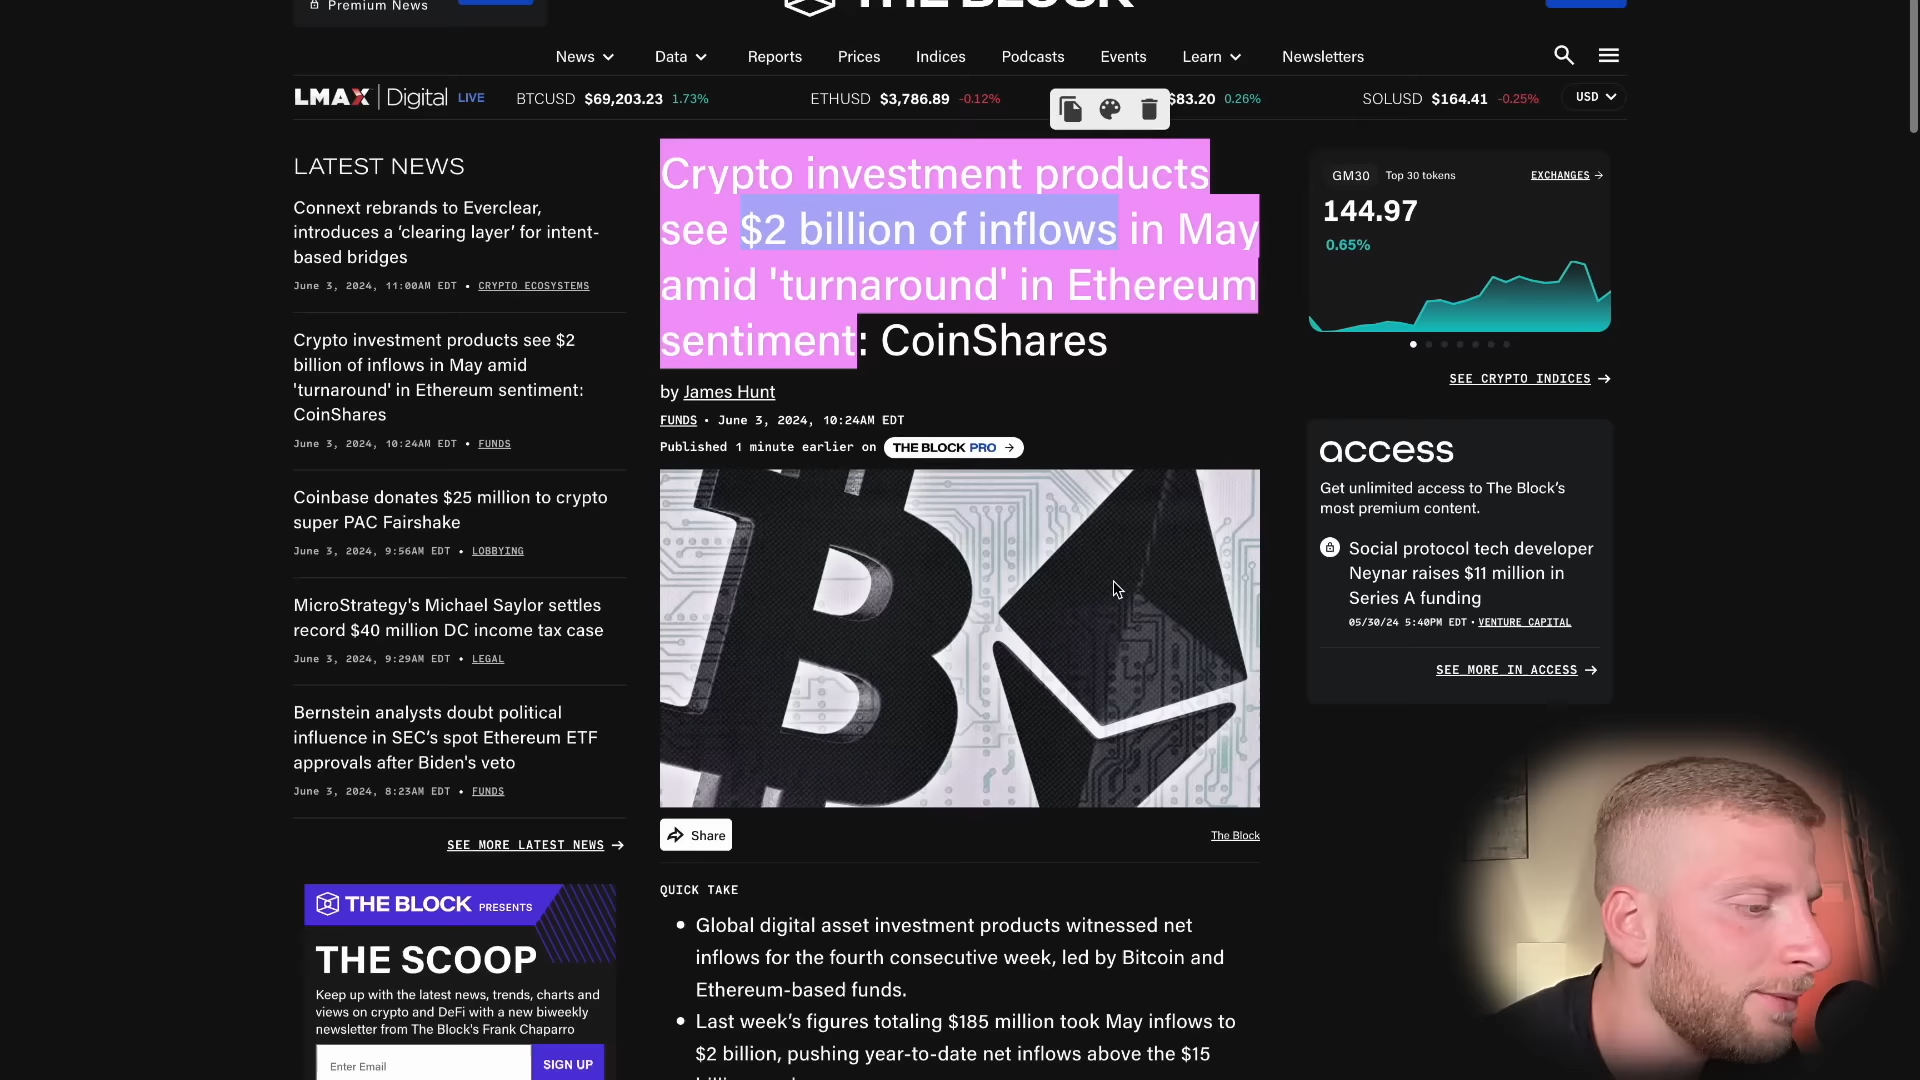 Premium News
THE BLOCK
News
Data
Reports
Prices
Indices
Podcasts
Events
Learn
Newsletters
LMAX Digital LIVE
BTCUSD $69,203.23 1.73%
ETHUSD $3,786.89 -0.12%
$83.20 0.26%
SOLUSD $164.41 -0.25%
USD
LATEST NEWS
Connext rebrands to Everclear,
introduces a ‘clearing layer’ for intent-
based bridges
June 3, 2024, 11:00AM EDT • CRYPTO ECOSYSTEMS
Crypto investment products see $2
billion of inflows in May amid
'turnaround' in Ethereum sentiment:
CoinShares
June 3, 2024, 10:24AM EDT • FUNDS
Coinbase donates $25 million to crypto
super PAC Fairshake
June 3, 2024, 9:56AM EDT • LOBBYING
MicroStrategy's Michael Saylor settles
record $40 million DC income tax case
June 3, 2024, 9:29AM EDT • LEGAL
Bernstein analysts doubt political
influence in SEC’s spot Ethereum ETF
approvals after Biden's veto
June 3, 2024, 8:23AM EDT • FUNDS
SEE MORE LATEST NEWS →
THE BLOCK PRESENTS
THE SCOOP
Keep up with the latest news, trends, charts and
views on crypto and DeFi with a new biweekly
newsletter from The Block's Frank Chaparro
Enter Email
SIGN UP
Crypto investment products
see $2 billion of inflows in May
amid 'turnaround' in Ethereum
sentiment: CoinShares
by James Hunt
FUNDS • June 3, 2024, 10:24AM EDT
Published 1 minute earlier on THE BLOCK PRO →
Share
The Block
QUICK TAKE
• Global digital asset investment products witnessed net
inflows for the fourth consecutive week, led by Bitcoin and
Ethereum-based funds.
• Last week’s figures totaling $185 million took May inflows to
$2 billion, pushing year-to-date net inflows above the $15
GM30 Top 30 tokens
EXCHANGES →
144.97
0.65%
SEE CRYPTO INDICES →
access
Get unlimited access to The Block’s
most premium content.
Social protocol tech developer
Neynar raises $11 million in
Series A funding
05/30/24 5:40PM EDT • VENTURE CAPITAL
SEE MORE IN ACCESS →